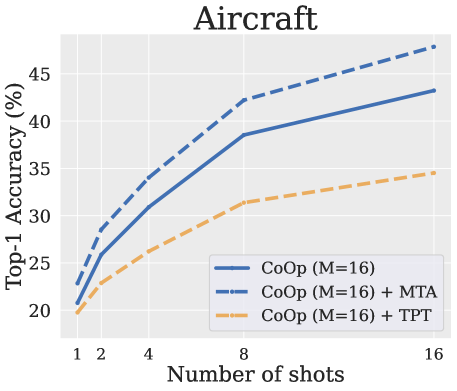 Aircraft
Top-1 Accuracy (%)
45
40
35
30
25
20
CoOp (M=16)
CoOp (M=16) + MTA
CoOp (M=16) + TPT
1 2 4 8 16
Number of shots